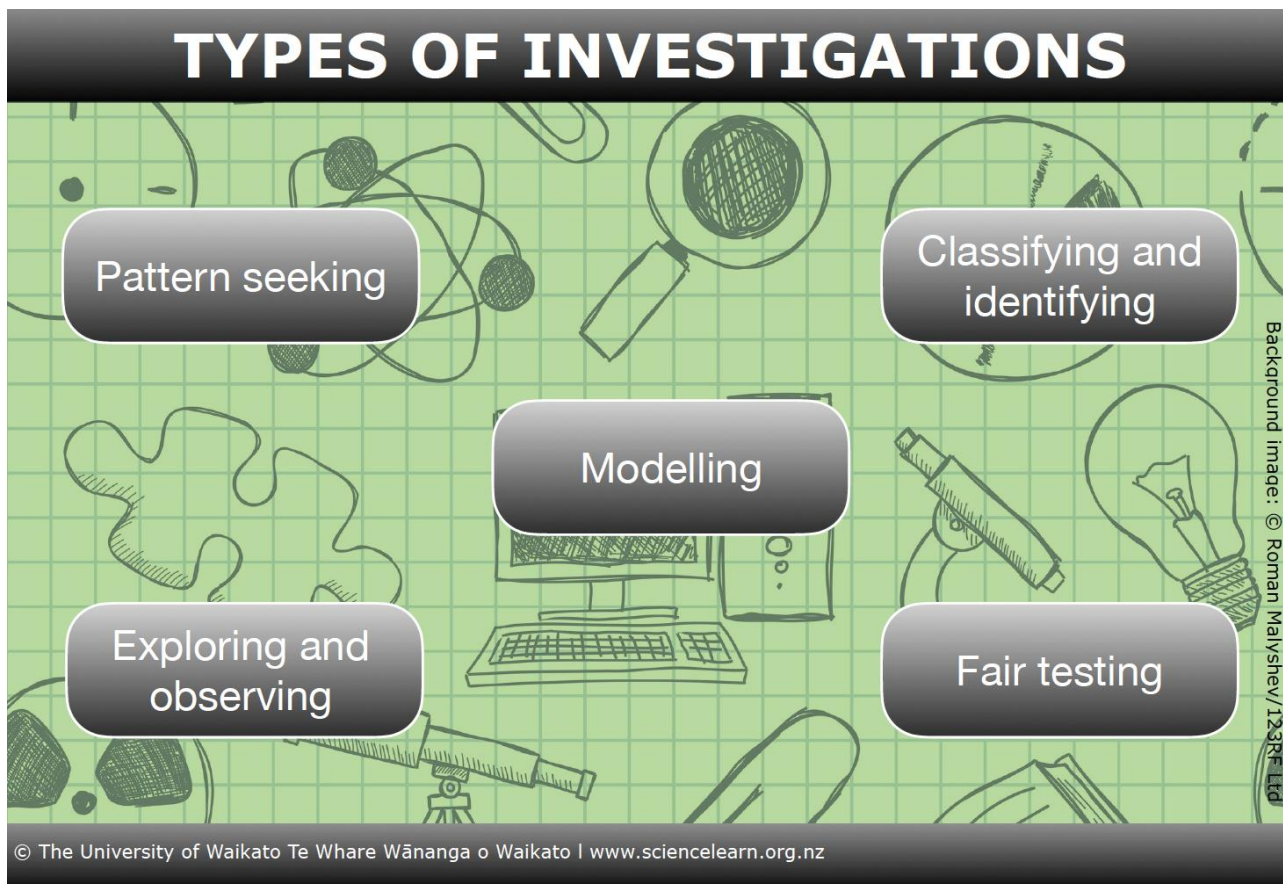 TYPES OF INVESTIGATIONS
Pattern seeking
Classifying and
identifying
Modelling
Exploring and
observing
Fair testing
Background image: © Roman Malyshev/123RF Ltd
© The University of Waikato Te Whare Wānanga o Waikato l www.sciencelearn.org.nz